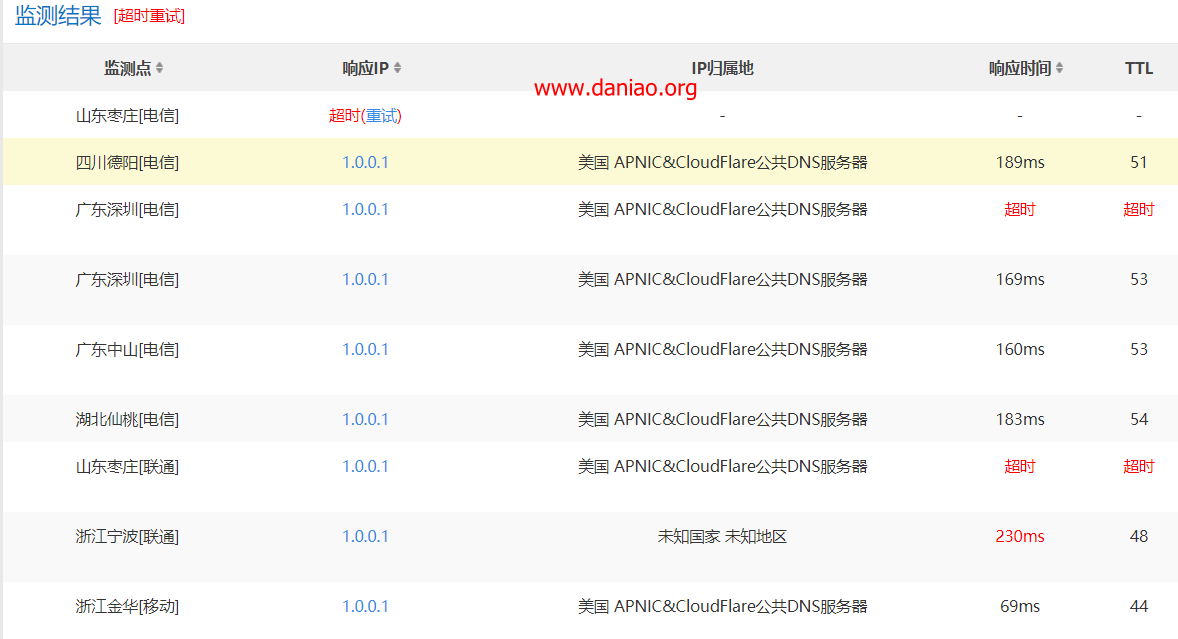 监测结果 [超时重试]
监测点 响应IP IP归属地 响应时间 TTL
www.daniao.org
山东枣庄[电信] 超时(重试) - - -
四川德阳[电信] 1.0.0.1 美国 APNIC&CloudFlare公共DNS服务器 189ms 51
广东深圳[电信] 1.0.0.1 美国 APNIC&CloudFlare公共DNS服务器 超时 超时
广东深圳[电信] 1.0.0.1 美国 APNIC&CloudFlare公共DNS服务器 169ms 53
广东中山[电信] 1.0.0.1 美国 APNIC&CloudFlare公共DNS服务器 160ms 53
湖北仙桃[电信] 1.0.0.1 美国 APNIC&CloudFlare公共DNS服务器 183ms 54
山东枣庄[联通] 1.0.0.1 美国 APNIC&CloudFlare公共DNS服务器 超时 超时
浙江宁波[联通] 1.0.0.1 未知国家 未知地区 230ms 48
浙江金华[移动] 1.0.0.1 美国 APNIC&CloudFlare公共DNS服务器 69ms 44